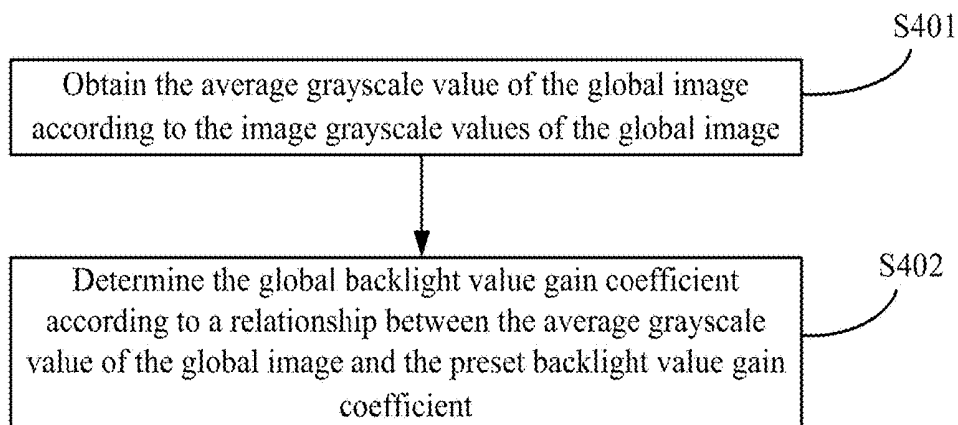 S401
Obtain the average grayscale value of the global image
according to the image grayscale values of the global image
S402
Determine the global backlight value gain coefficient
according to a relationship between the average grayscale
value of the global image and the preset backlight value gain
coefficient